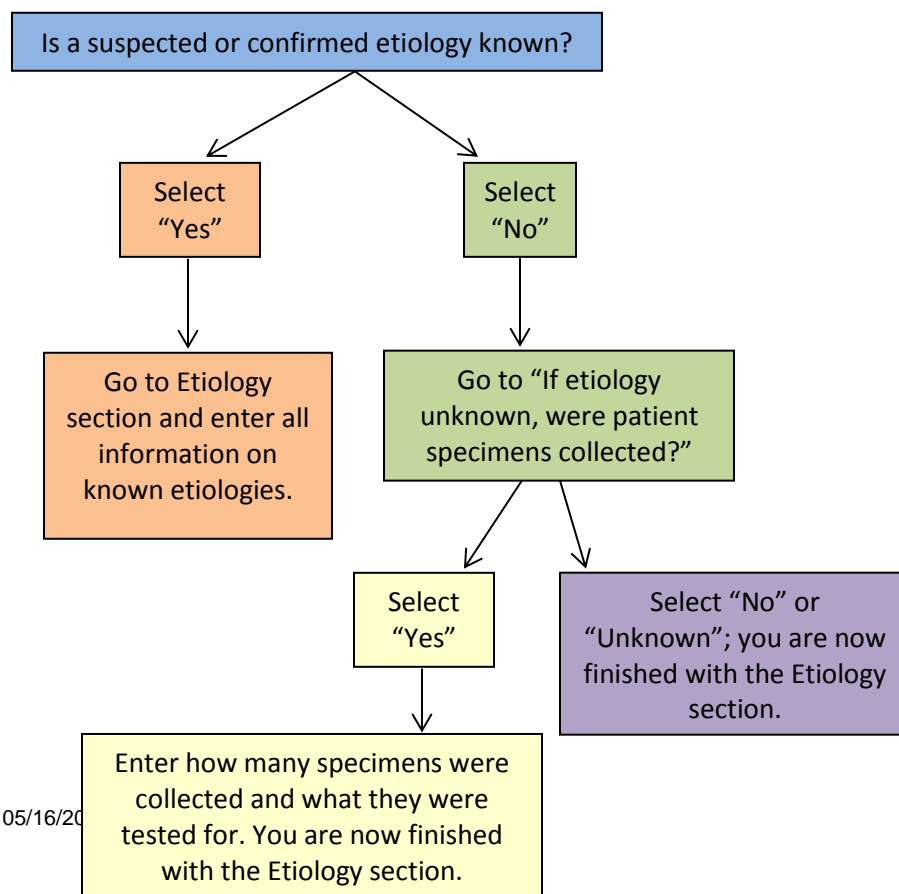 Is a suspected or confirmed etiology known?
Select
“Yes”
Select
“No”
Go to Etiology
section and enter all
information on
known etiologies.
Go to “If etiology
unknown, were patient
specimens collected?”
Select
“Yes”
Select “No” or
“Unknown”; you are now
finished with the Etiology
section.
Enter how many specimens were
collected and what they were
tested for. You are now finished
with the Etiology section.
05/16/20